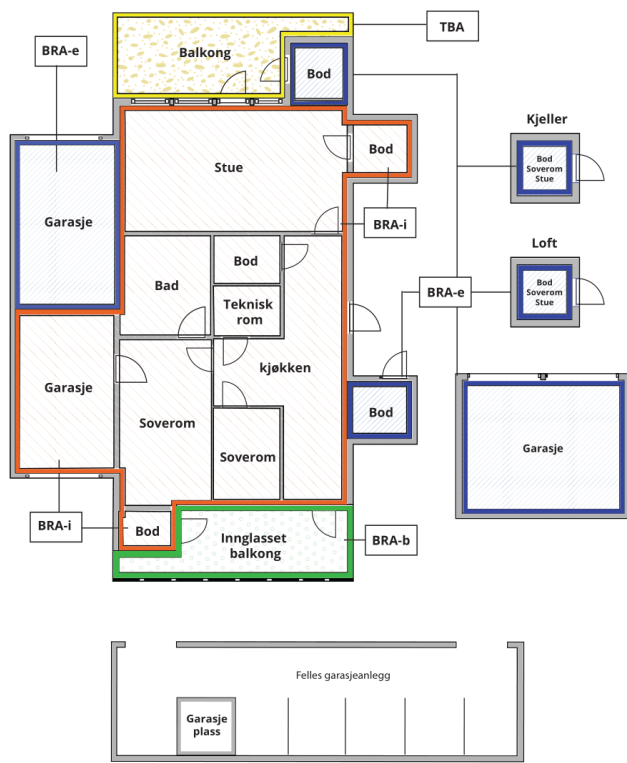 TBA
BRA-e
Balkong
Bod
Kjeller
Bod
Stue
Bod
Soverom
Stue
Garasje
BRA-i
Loft
Bod
Bad
Teknisk
rom
BRA-e
Bod
Soverom
Stue
kjøkken
Garasje
Bod
Soverom
Garasje
Soverom
BRA-i
Bod
Innglasset
balkong
BRA-b
Felles garasjeanlegg
Garasje
plass